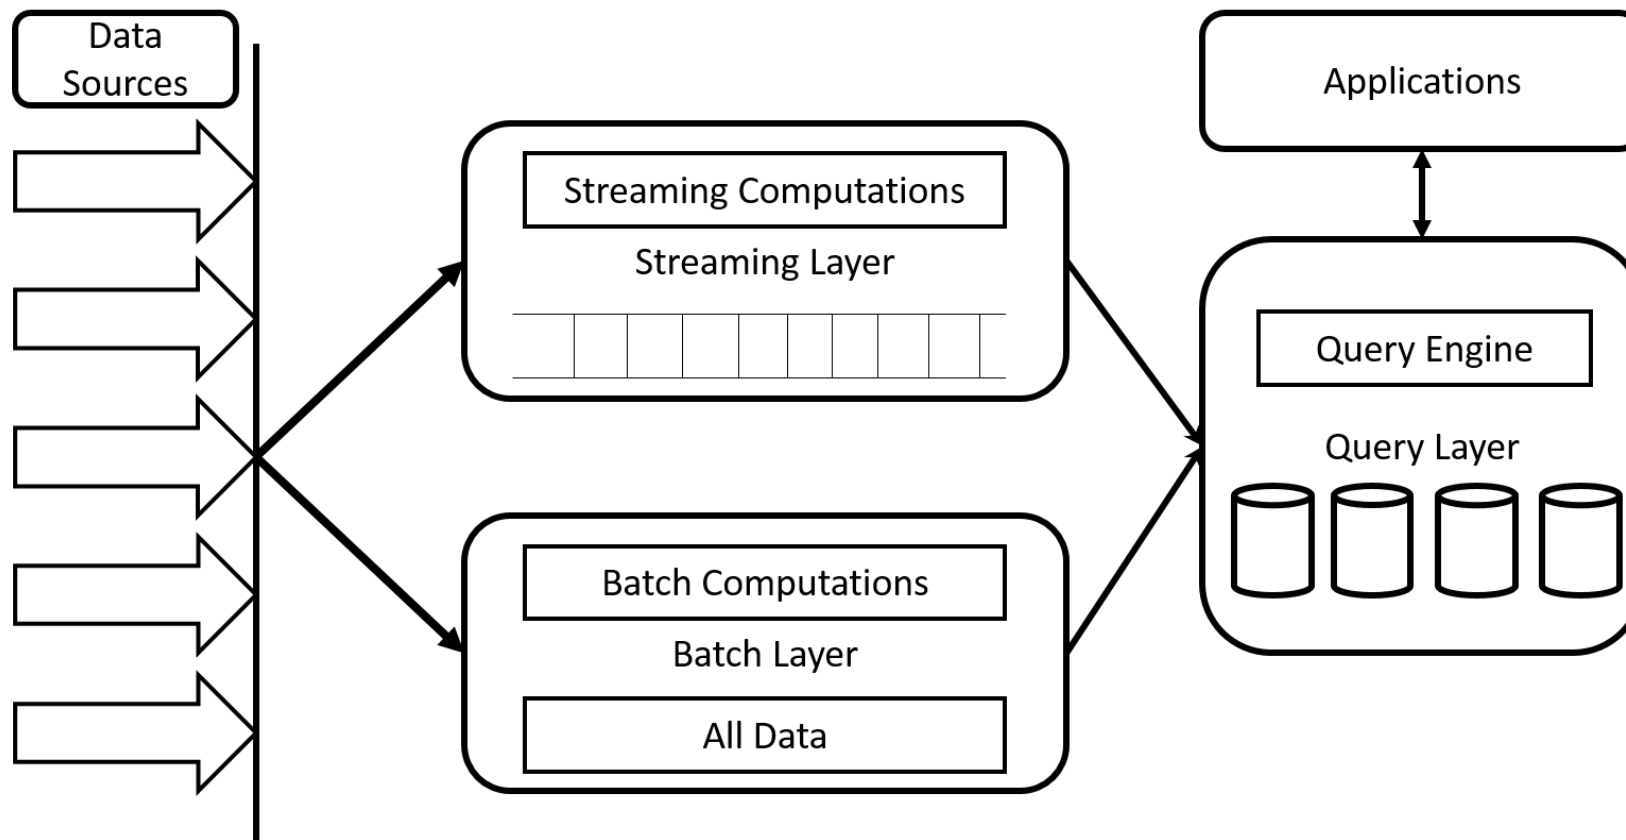 Data
Sources
Streaming Computations
Streaming Layer
Batch Computations
Batch Layer
All Data
Applications
Query Engine
Query Layer